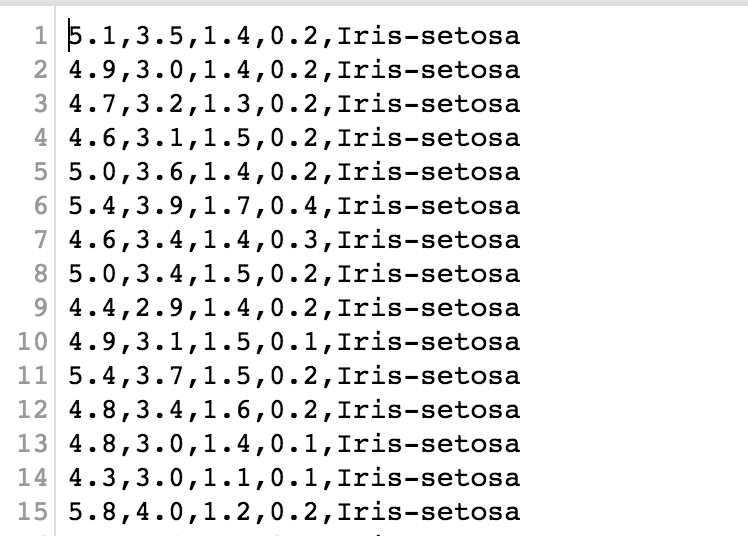 1 5.1,3.5,1.4,0.2,Iris-setosa
2 4.9,3.0,1.4,0.2,Iris-setosa
3 4.7,3.2,1.3,0.2,Iris-setosa
4 4.6,3.1,1.5,0.2,Iris-setosa
5 5.0,3.6,1.4,0.2,Iris-setosa
6 5.4,3.9,1.7,0.4,Iris-setosa
7 4.6,3.4,1.4,0.3,Iris-setosa
8 5.0,3.4,1.5,0.2,Iris-setosa
9 4.4,2.9,1.4,0.2,Iris-setosa
10 4.9,3.1,1.5,0.1,Iris-setosa
11 5.4,3.7,1.5,0.2,Iris-setosa
12 4.8,3.4,1.6,0.2,Iris-setosa
13 4.8,3.0,1.4,0.1,Iris-setosa
14 4.3,3.0,1.1,0.1,Iris-setosa
15 5.8,4.0,1.2,0.2,Iris-setosa